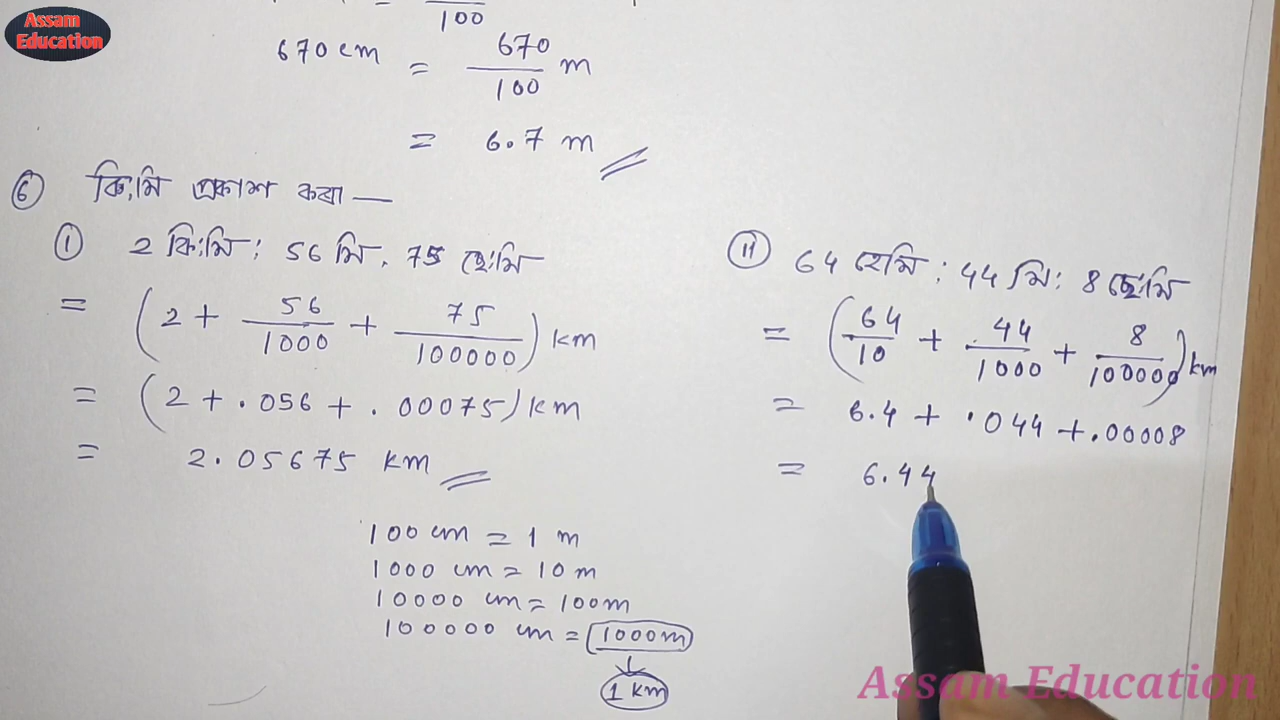 Assam
Education
100
670 cm = 670/100 m
= 6.7 m
6 কি.মি প্ৰকাশ কৰা —
i 2 কি:মি: 56 মি. 75 ছে:মি
= (2 + 56/1000 + 75/100000) km
= (2 + .056 + .00075) km
= 2.05675 km
100 cm = 1 m
1000 cm = 10 m
10000 cm = 100m
100000 cm = 1000m
1 km
ii 64 হেমি: 44 মি: 8 ছে:মি
= (64/10 + 44/1000 + 8/100000) km
= 6.4 + .044 + .00008
= 6.44
Assam Education